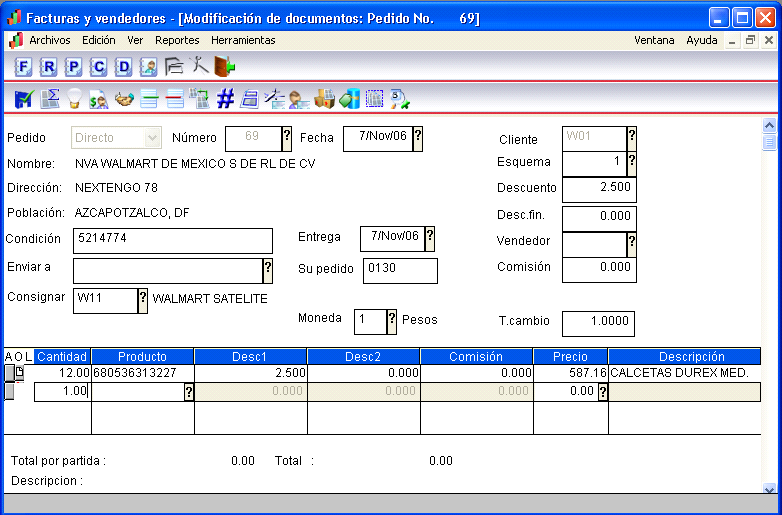 Facturas y vendedores - [Modificación de documentos: Pedido No. 69]
Archivos Edición Ver Reportes Herramientas Ventana Ayuda
F R P C D
Pedido Directo Número 69 ? Fecha 7/Nov/06 ? Cliente W01 ?
Nombre: NVA WALMART DE MEXICO S DE RL DE CV Esquema 1 ?
Dirección: NEXTENGO 78 Descuento 2.500
Población: AZCAPOTZALCO, DF Desc.fin. 0.000
Condición 5214774 Entrega 7/Nov/06 ? Vendedor ?
Enviar a ? Su pedido 0130 Comisión 0.000
Consignar W11 ? WALMART SATELITE
Moneda 1 ? Pesos T.cambio 1.0000
A O L Cantidad Producto Desc1 Desc2 Comisión Precio Descripción
12.00 680536313227 2.500 0.000 0.000 587.16 CALCETAS DUREX MED.
1.00 ? 0.000 0.000 0.000 0.00 ?
Total por partida : 0.00 Total : 0.00
Descripcion :